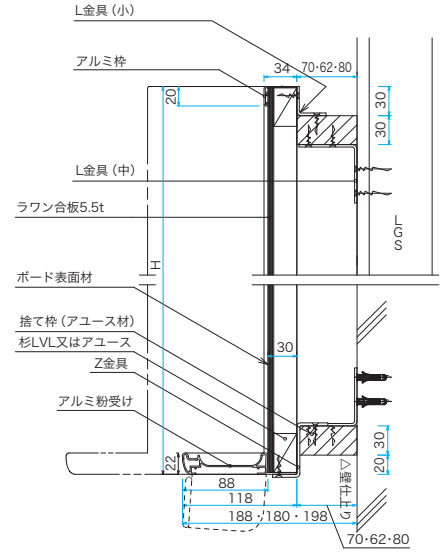 L金具（小）
34
70・62・80
アルミ枠
20
30
30
L金具（中）
ラワン合板5.5t
LGS
H
ボード表面材
30
捨て枠（アユース材）
杉LVL又はアユース
Z金具
アルミ粉受け
22
30
20
△壁仕上り
88
118
188・180・198
70・62・80